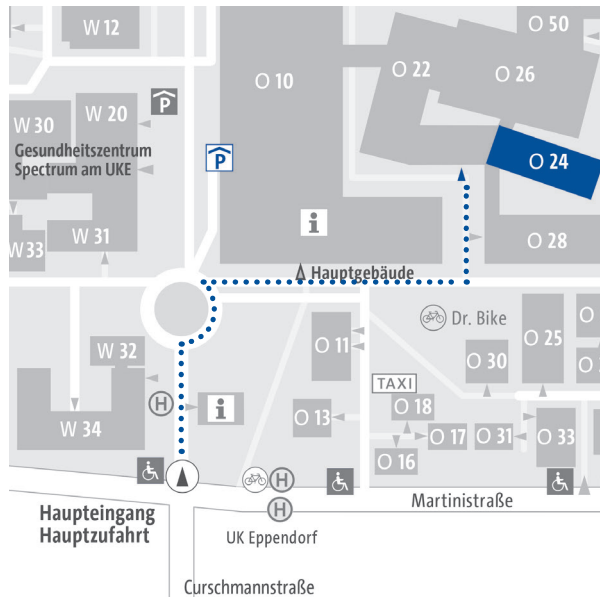 W 12
O 50
O 22
O 26
O 10
W 20
P
W 30
P
Gesundheitszentrum
Spectrum am UKE
O 24
i
W 31
W 33
O 28
Hauptgebäude
Dr. Bike
O
O 11
O 25
W 32
O 30
TAXI
H
i
O 18
O 13
W 34
O 17
O 31
O 33
O 16
H
Martinistraße
Haupteingang
Hauptzufahrt
H
UK Eppendorf
Curschmannstraße